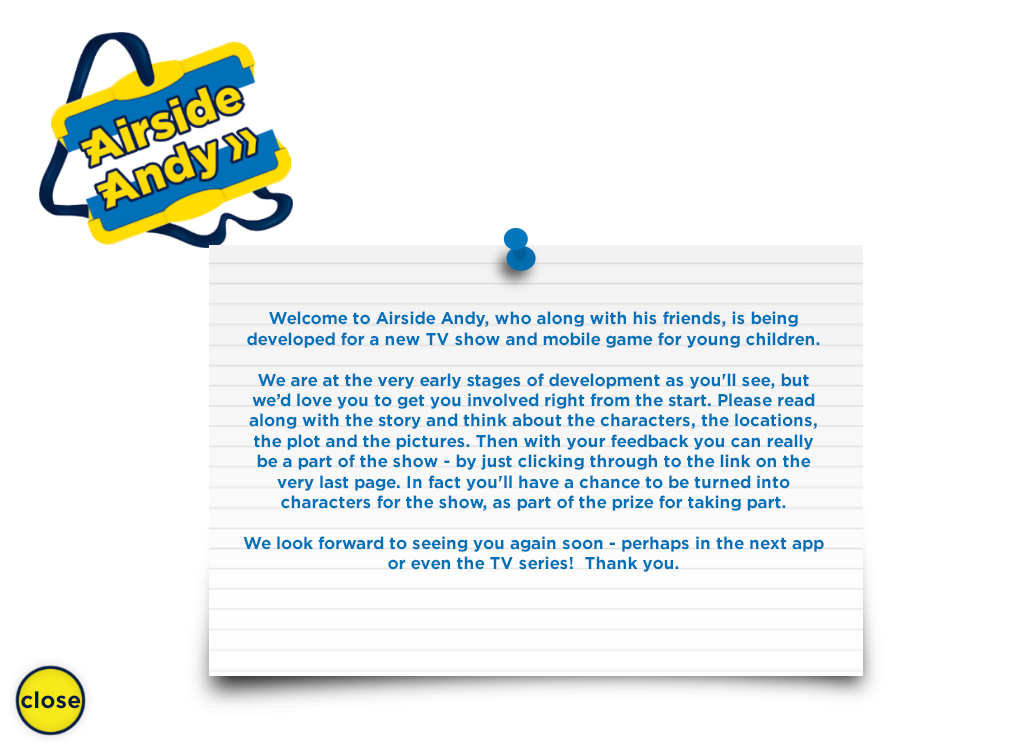 Airside
Andy »
Welcome to Airside Andy, who along with his friends, is being
developed for a new TV show and mobile game for young children.
We are at the very early stages of development as you'll see, but
we’d love you to get you involved right from the start. Please read
along with the story and think about the characters, the locations,
the plot and the pictures. Then with your feedback you can really
be a part of the show - by just clicking through to the link on the
very last page. In fact you'll have a chance to be turned into
characters for the show, as part of the prize for taking part.
We look forward to seeing you again soon - perhaps in the next app
or even the TV series!  Thank you.
close